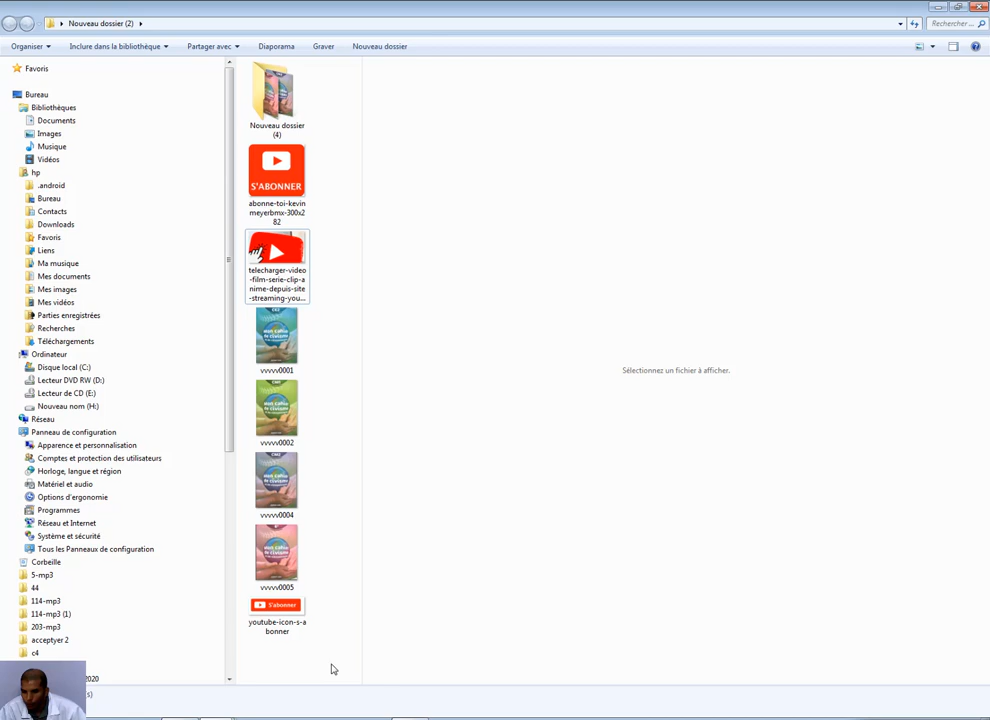 Nouveau dossier (2)
Rechercher...
Organiser
Inclure dans la bibliothèque
Partager avec
Diaporama
Graver
Nouveau dossier
Favoris
Bureau
Bibliothèques
Documents
Images
Musique
Vidéos
hp
.android
Bureau
Contacts
Downloads
Favoris
Liens
Ma musique
Mes documents
Mes images
Mes vidéos
Parties enregistrées
Recherches
Téléchargements
Ordinateur
Disque local (C:)
Lecteur DVD RW (D:)
Lecteur de CD (E:)
Nouveau nom (H:)
Réseau
Panneau de configuration
Apparence et personnalisation
Comptes et protection des utilisateurs
Horloge, langue et région
Matériel et audio
Options d'ergonomie
Programmes
Réseau et Internet
Système et sécurité
Tous les Panneaux de configuration
Corbeille
5-mp3
44
114-mp3
114-mp3 (1)
203-mp3
acceptyer 2
c4
2020
Nouveau dossier
(4)
S'ABONNER
abonne-toi-kevin
meyerbmx-300x2
82
telecharger-video
-film-serie-clip-a
nime-depuis-site
-streaming-you...
vvvvv0001
vvvvv0002
vvvvv0004
vvvvv0005
S'abonner
youtube-icon-s-a
bonner
Sélectionnez un fichier à afficher.